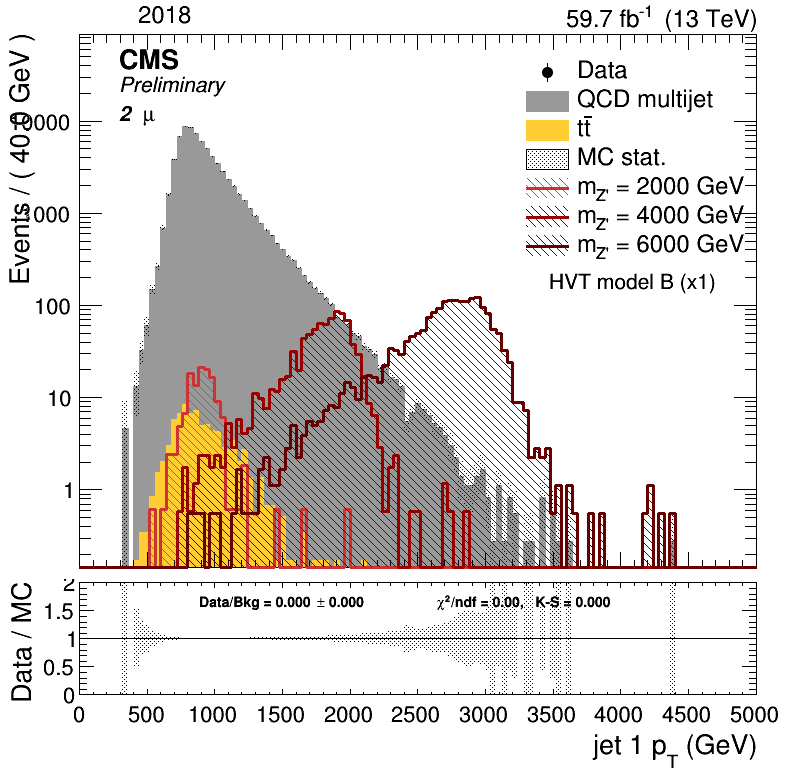 2018
59.7 fb⁻¹ (13 TeV)
CMS
Preliminary
2 μ
Data
QCD multijet
tt̄
MC stat.
m_Z' = 2000 GeV
m_Z' = 4000 GeV
m_Z' = 6000 GeV
HVT model B (x1)
Events / ( 40.0 GeV )
10000
1000
100
10
1
Data/Bkg = 0.000 ± 0.000
χ²/ndf = 0.00, K-S = 0.000
Data / MC
2
1.5
1
0.5
0
0 500 1000 1500 2000 2500 3000 3500 4000 4500 5000
jet 1 p_T (GeV)